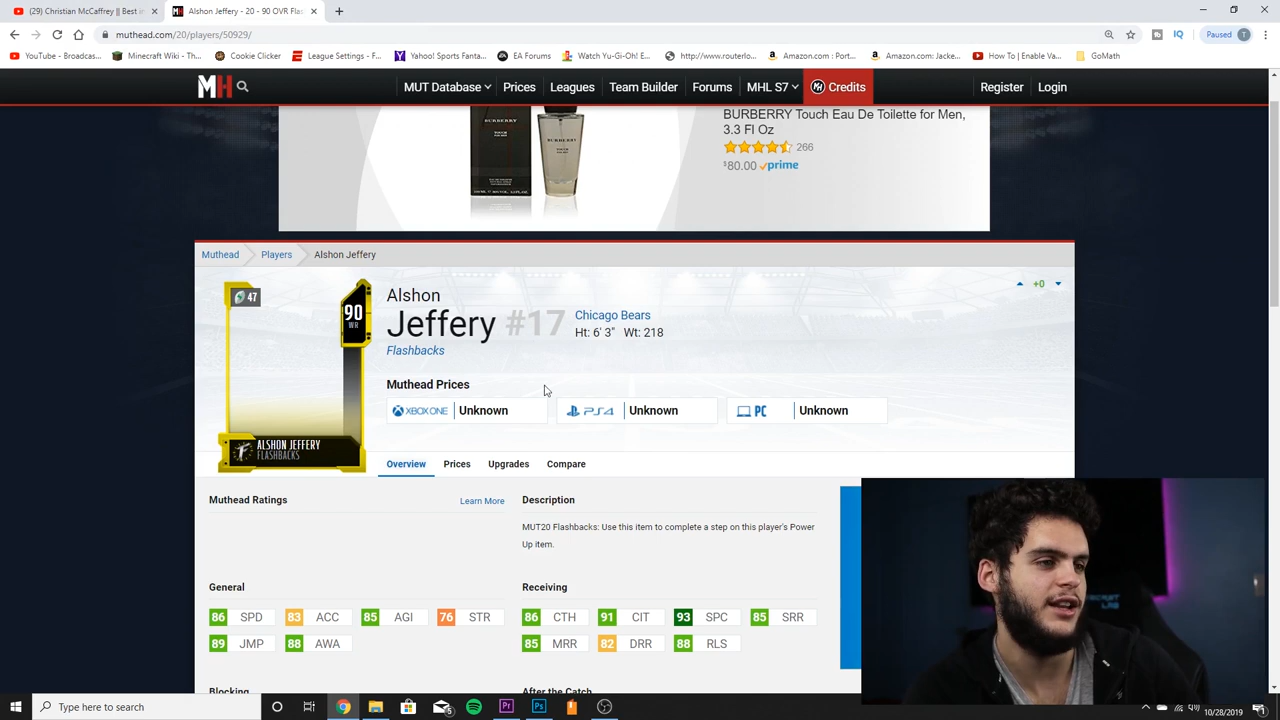 (29) Christian McCaffrey || Best in
Alshon Jeffery - 20 - 90 OVR Flas
muthead.com/20/players/50929/
Paused
T
YouTube - Broadcas...
Minecraft Wiki - Th...
Cookie Clicker
League Settings - F...
Yahoo! Sports Fanta...
EA Forums
Watch Yu-Gi-Oh! E...
http://www.routerlo...
Amazon.com : Port...
Amazon.com: Jacke...
How To | Enable Va...
GoMath
MH
MUT Database
Prices
Leagues
Team Builder
Forums
MHL S7
Credits
Register
Login
BURBERRY Touch Eau De Toilette for Men,
3.3 Fl Oz
266
$80.00 prime
Muthead
Players
Alshon Jeffery
47
90
WR
ALSHON JEFFERY
FLASHBACKS
Alshon
Jeffery #17
Chicago Bears
Ht: 6' 3" Wt: 218
Flashbacks
+0
Muthead Prices
XBOX ONE Unknown
PS4 Unknown
PC Unknown
Overview
Prices
Upgrades
Compare
Muthead Ratings
Learn More
Description
MUT20 Flashbacks: Use this item to complete a step on this player's Power
Up item.
General
86 SPD
83 ACC
85 AGI
76 STR
89 JMP
88 AWA
Receiving
86 CTH
91 CIT
93 SPC
85 SRR
85 MRR
82 DRR
88 RLS
Blocking
After the Catch
Type here to search
10/28/2019